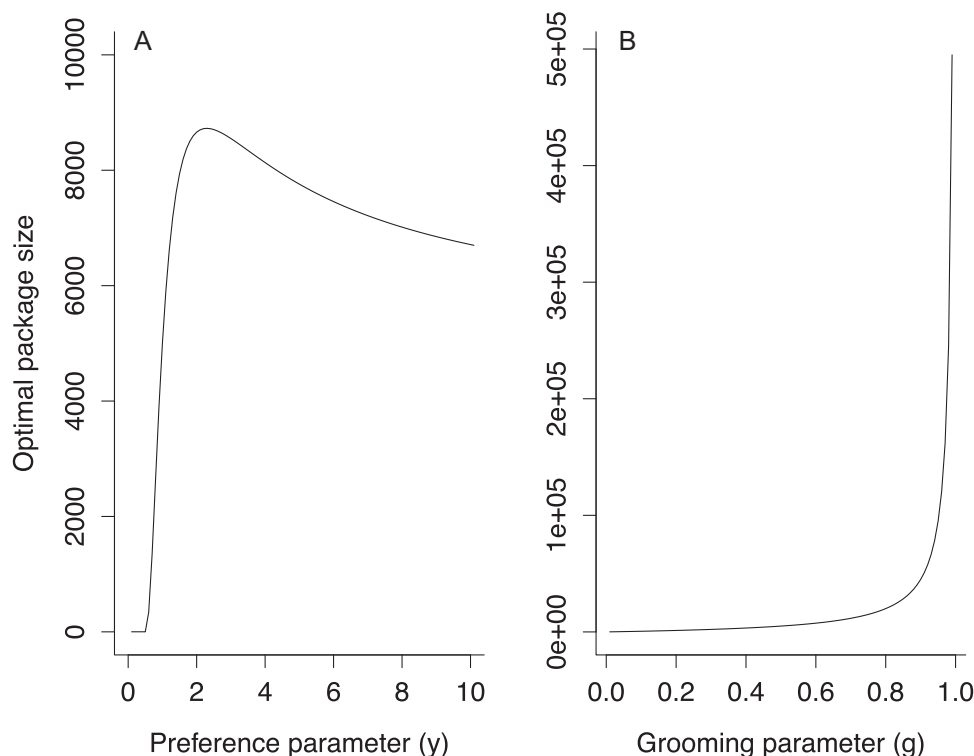 A
Optimal package size
10000
8000
6000
4000
2000
0
0 2 4 6 8 10
Preference parameter (y)
B
5e+05
4e+05
3e+05
2e+05
1e+05
0e+00
0.0 0.2 0.4 0.6 0.8 1.0
Grooming parameter (g)